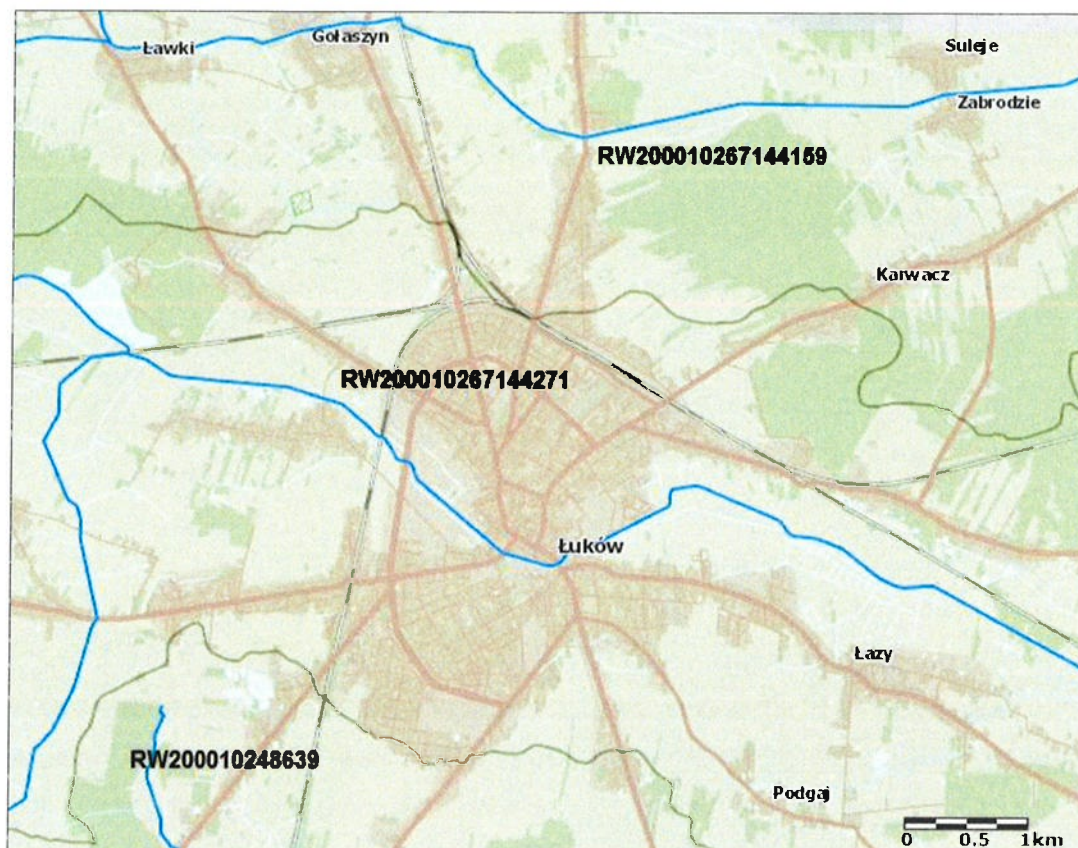 Ławki
Gołaszyn
Suleje
Zabrodzie
RW200010267144159
Karwacz
RW200010267144271
Łuków
Łazy
RW200010248639
Podgaj
0 0.5 1km